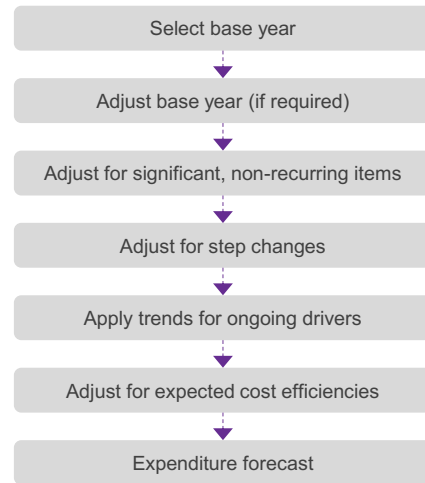 Select base year
Adjust base year (if required)
Adjust for significant, non-recurring items
Adjust for step changes
Apply trends for ongoing drivers
Adjust for expected cost efficiencies
Expenditure forecast